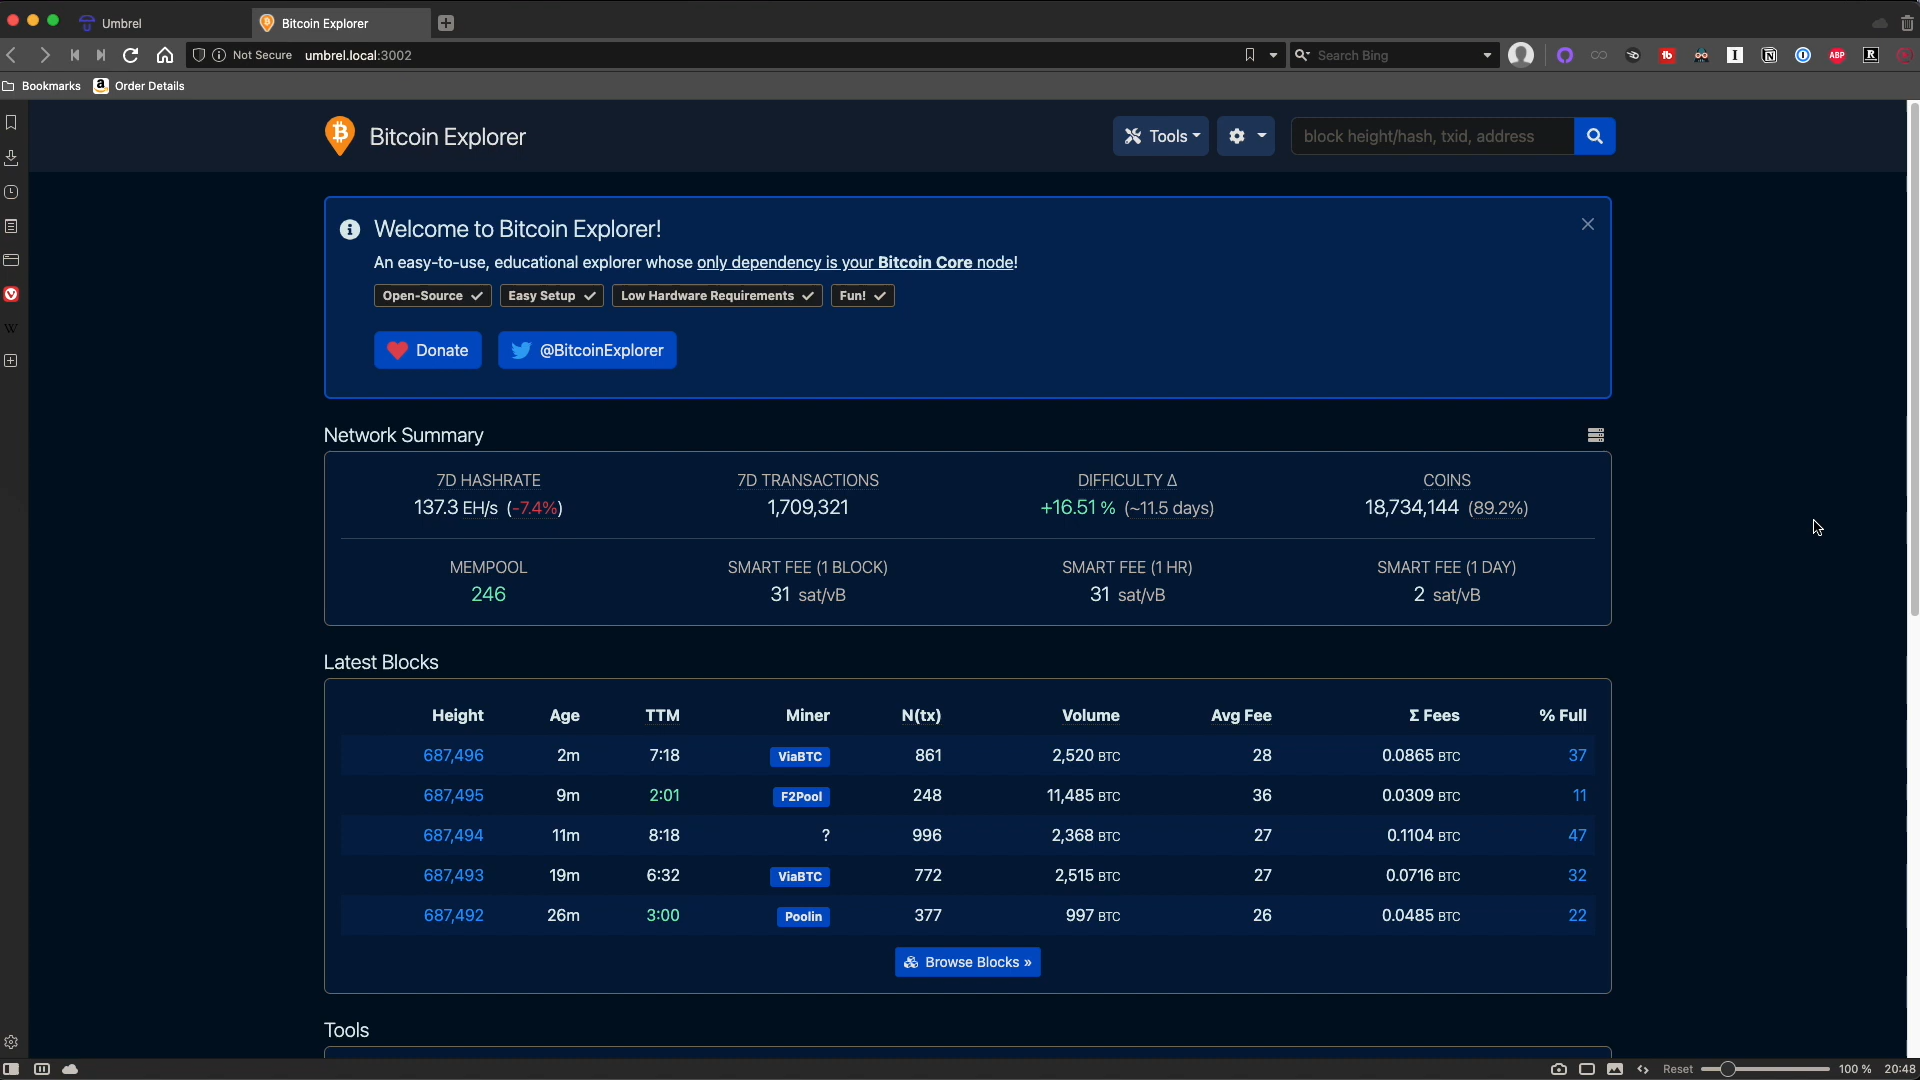 Umbrel
Bitcoin Explorer
Not Secure umbrel.local:3002
Search Bing
tb
I
N
ABP
R
Bookmarks
a Order Details
Bitcoin Explorer
Tools
block height/hash, txid, address
W
Welcome to Bitcoin Explorer!
An easy-to-use, educational explorer whose only dependency is your Bitcoin Core node!
Open-Source ✓ Easy Setup ✓ Low Hardware Requirements ✓ Fun! ✓
Donate @BitcoinExplorer
Network Summary
7D HASHRATE 7D TRANSACTIONS DIFFICULTY Δ COINS
137.3 EH/s (-7.4%) 1,709,321 +16.51 % (~11.5 days) 18,734,144 (89.2%)
MEMPOOL SMART FEE (1 BLOCK) SMART FEE (1 HR) SMART FEE (1 DAY)
246 31 sat/vB 31 sat/vB 2 sat/vB
Latest Blocks
Height Age TTM Miner N(tx) Volume Avg Fee Σ Fees % Full
687,496 2m 7:18 ViaBTC 861 2,520 BTC 28 0.0865 BTC 37
687,495 9m 2:01 F2Pool 248 11,485 BTC 36 0.0309 BTC 11
687,494 11m 8:18 ? 996 2,368 BTC 27 0.1104 BTC 47
687,493 19m 6:32 ViaBTC 772 2,515 BTC 27 0.0716 BTC 32
687,492 26m 3:00 Poolin 377 997 BTC 26 0.0485 BTC 22
Browse Blocks »
Tools
Reset 100 % 20:48